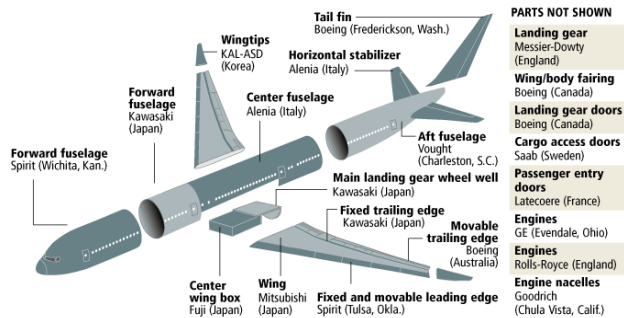 Tail fin
Boeing (Frederickson, Wash.)
Wingtips
KAL-ASD
(Korea)
Horizontal stabilizer
Alenia (Italy)
Forward
fuselage
Kawasaki
(Japan)
Center fuselage
Alenia (Italy)
Forward fuselage
Spirit (Wichita, Kan.)
Aft fuselage
Vought
(Charleston, S.C.)
Main landing gear wheel well
Kawasaki (Japan)
Fixed trailing edge
Kawasaki (Japan)
Movable
trailing edge
Boeing
(Australia)
Center
wing box
Fuji (Japan)
Wing
Mitsubishi
(Japan)
Fixed and movable leading edge
Spirit (Tulsa, Okla.)
PARTS NOT SHOWN
Landing gear
Messier-Dowty
(England)
Wing/body fairing
Boeing (Canada)
Landing gear doors
Boeing (Canada)
Cargo access doors
Saab (Sweden)
Passenger entry
doors
Latecoere (France)
Engines
GE (Evendale, Ohio)
Engines
Rolls-Royce (England)
Engine nacelles
Goodrich
(Chula Vista, Calif.)